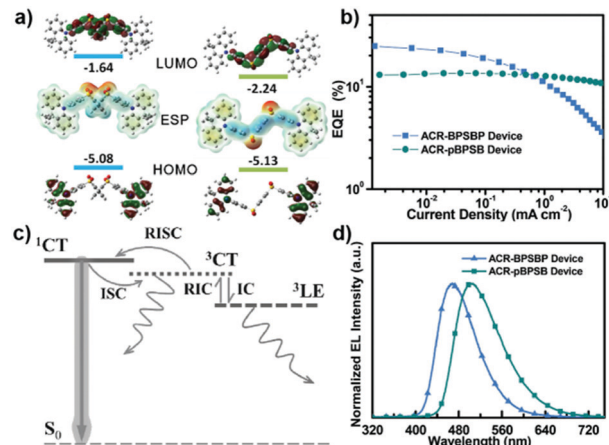 a)
-1.64
LUMO
-2.24
ESP
-5.08
HOMO
-5.13
b)
EQE (%)
10¹
10⁰
ACR-BPSBP Device
ACR-pBPSB Device
10⁻²
10⁻¹
10⁰
10
Current Density (mA cm⁻²)
c)
¹CT
RISC
³CT
ISC
RIC
IC
³LE
S₀
d)
Normalized EL Intensity (a.u.)
ACR-BPSBP Device
ACR-pBPSB Device
320
400
480
560
640
720
Wavelength (nm)